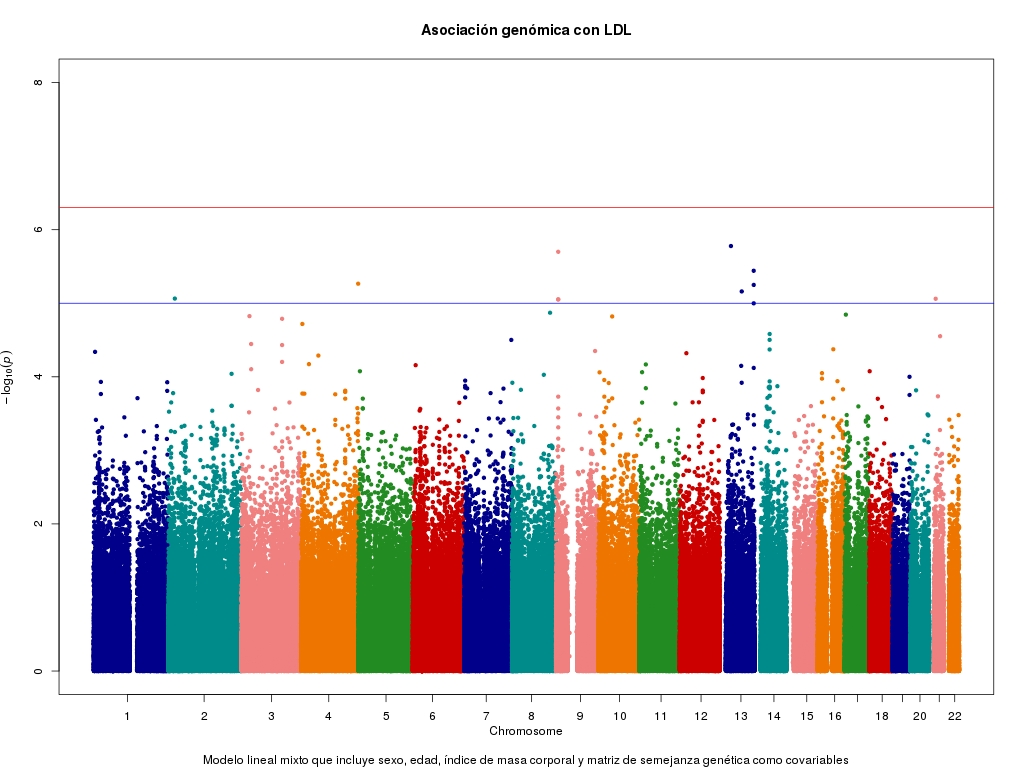 Asociación genómica con LDL
8
6
4
2
0
− log10(p)
1 2 3 4 5 6 7 8 9 10 11 12 13 14 15 16 18 20 22
Chromosome
Modelo lineal mixto que incluye sexo, edad, índice de masa corporal y matriz de semejanza genética como covariables